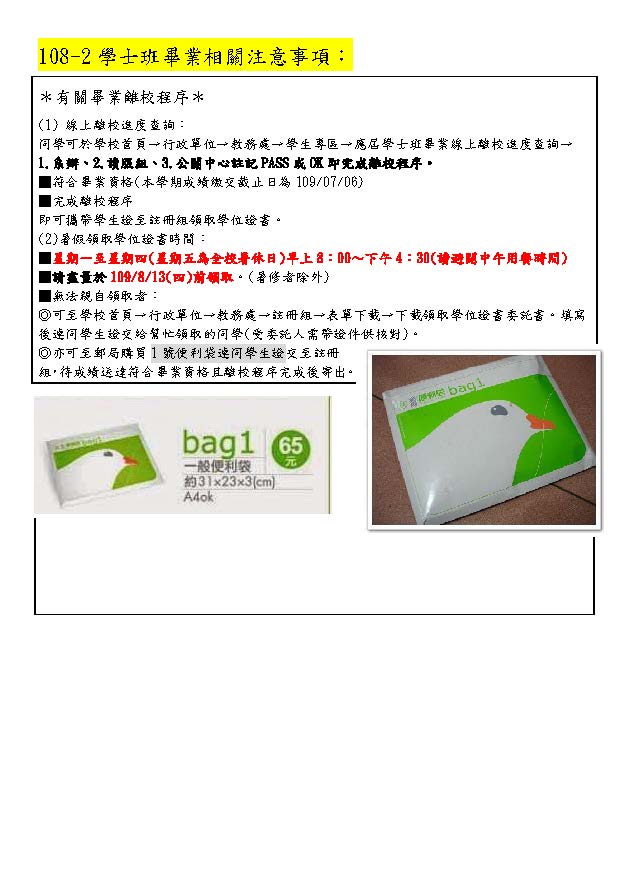 108-2 學士班畢業相關注意事項：
＊有關畢業離校程序＊
(1) 線上離校進度查詢：
同學可於學校首頁→行政單位→教務處→學生專區→應屆學士班畢業線上離校進度查詢→
1.系辦、2.讀服組、3.公關中心註記 PASS 或 OK 即完成離校程序。
■符合畢業資格(本學期成績繳交截止日為 109/07/06)
■完成離校程序
即可攜帶學生證至註冊組領取學位證書。
(2)暑假領取學位證書時間：
■星期一至星期四(星期五為全校暑休日)早上 8：00～下午 4：30(請避開中午用餐時間)
■請盡量於 109/8/13(四)前領取。(暑修者除外)
■無法親自領取者：
◎可至學校首頁→行政單位→教務處→註冊組→表單下載→下載領取學位證書委託書。填寫
後連同學生證交給幫忙領取的同學(受委託人需帶證件供核對)。
◎亦可至郵局購買 1 號便利袋連同學生證交至註冊
組，待成績送達符合畢業資格且離校程序完成後寄出。
便利袋 bag1
bag1
bag1
65
元
一般便利袋
約31×23×3(cm)
A4ok